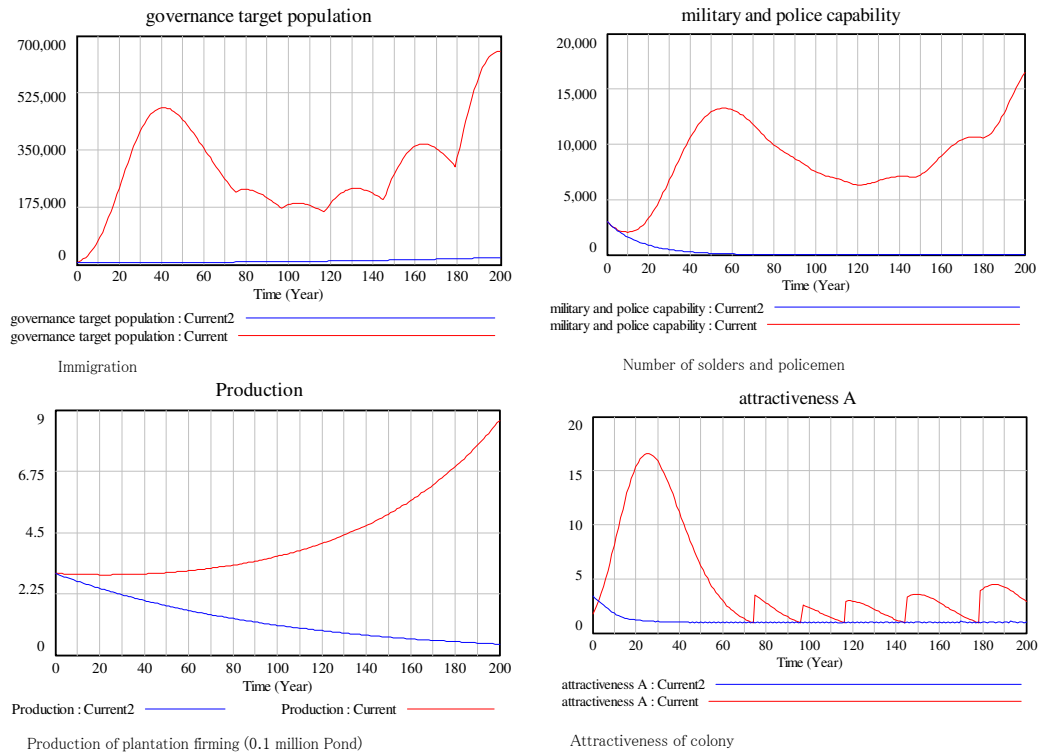 governance target population
700,000
525,000
350,000
175,000
0
0 20 40 60 80 100 120 140 160 180 200
Time (Year)
governance target population : Current2
governance target population : Current
Immigration
military and police capability
20,000
15,000
10,000
5,000
0
0 20 40 60 80 100 120 140 160 180 200
Time (Year)
military and police capability : Current2
military and police capability : Current
Number of solders and policemen
Production
9
6.75
4.5
2.25
0
0 20 40 60 80 100 120 140 160 180 200
Time (Year)
Production : Current2 Production : Current
Production of plantation firming (0.1 million Pond)
attractiveness A
20
15
10
5
0
0 20 40 60 80 100 120 140 160 180 200
Time (Year)
attractiveness A : Current2
attractiveness A : Current
Attractiveness of colony